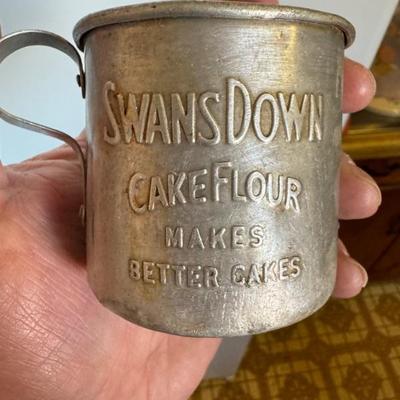 SWANS DOWN
CAKE FLOUR
MAKES
BETTER CAKES